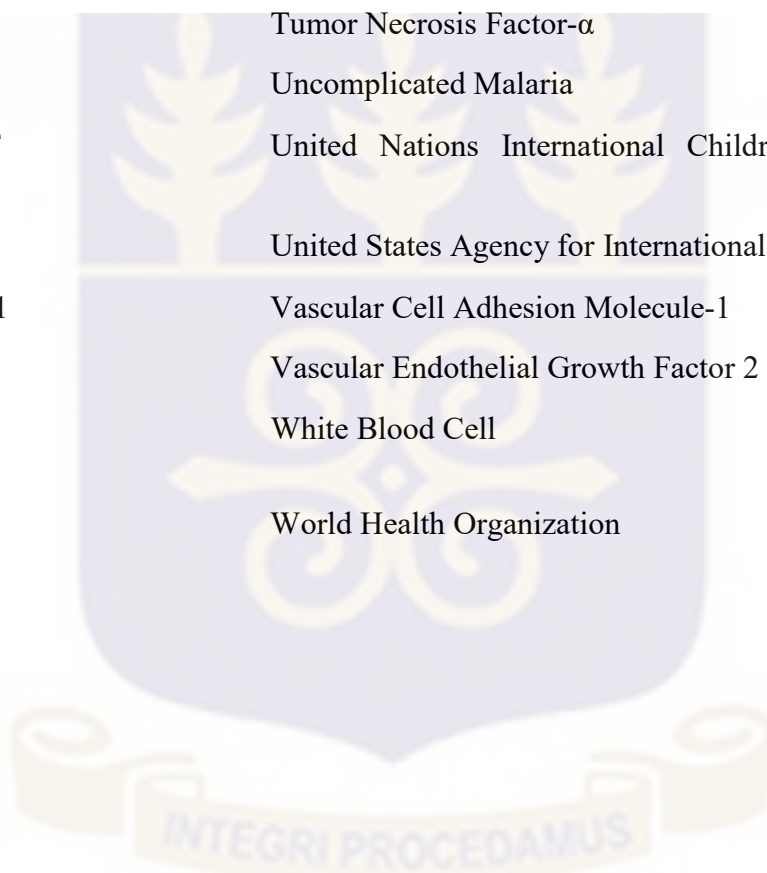 Tumor Necrosis Factor-α
Uncomplicated Malaria
United Nations International
United States Agency for International
1 Vascular Cell Adhesion Molecule-1
Vascular Endothelial Growth Factor 2
White Blood Cell
World Health Organization
INTEGRI PROCEDAMUS